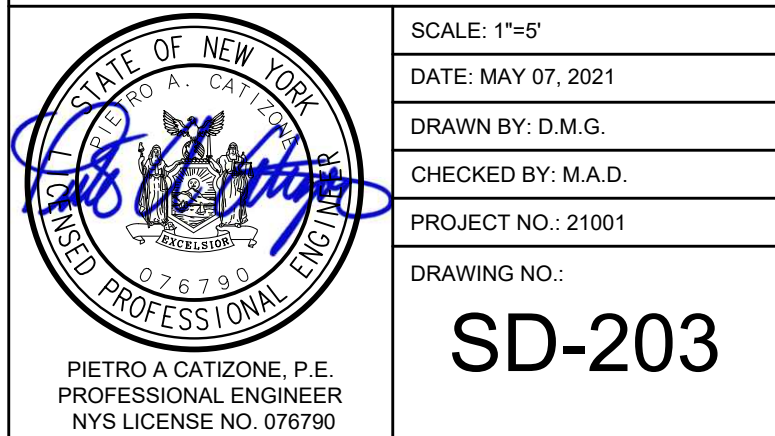 STATE OF NEW YORK
PIETRO A. CATIZONE
EXCELSIOR
076790
LICENSED PROFESSIONAL ENGINEER
PIETRO A CATIZONE, P.E.
PROFESSIONAL ENGINEER
NYS LICENSE NO. 076790
SCALE: 1"=5'
DATE: MAY 07, 2021
DRAWN BY: D.M.G.
CHECKED BY: M.A.D.
PROJECT NO.: 21001
DRAWING NO.:
SD-203